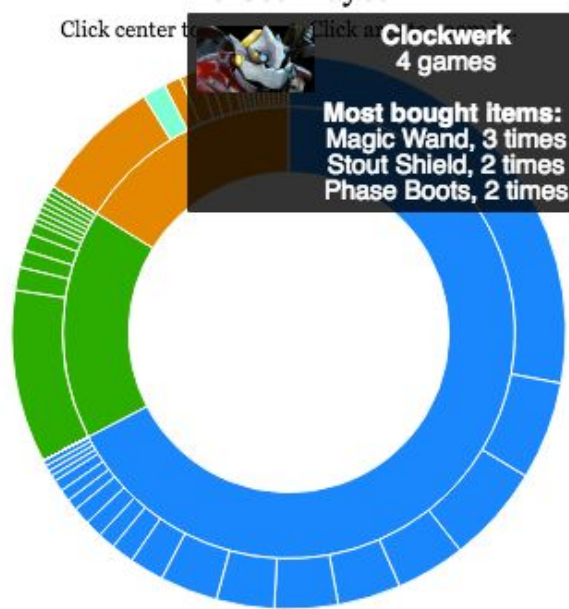 Click center to
Click
Clockwerk
4 games
Most bought items:
Magic Wand, 3 times
Stout Shield, 2 times
Phase Boots, 2 times